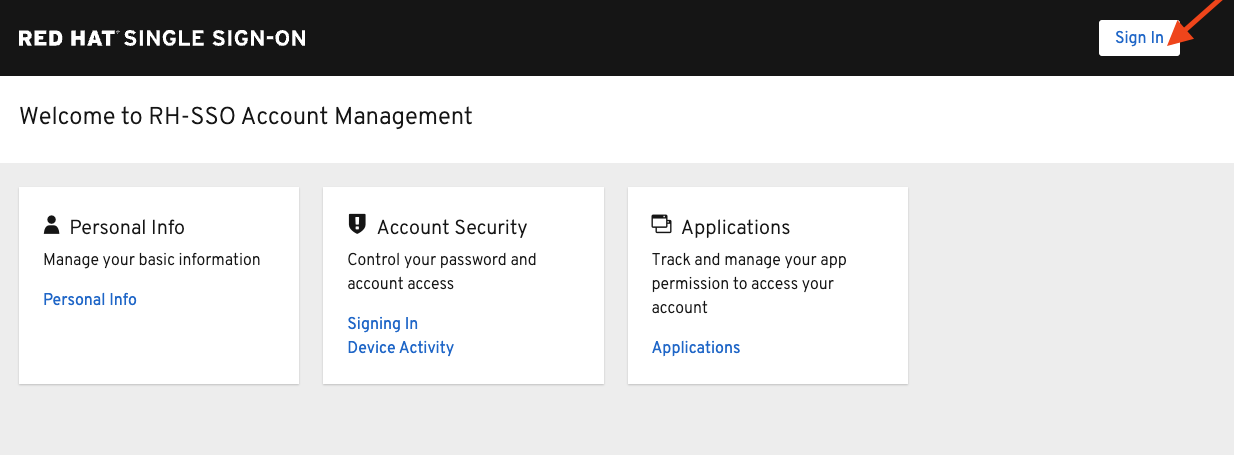 RED HAT SINGLE SIGN-ON
Sign In
Welcome to RH-SSO Account Management
Personal Info
Manage your basic information
Personal Info
Account Security
Control your password and
account access
Signing In
Device Activity
Applications
Track and manage your app
permission to access your
account
Applications